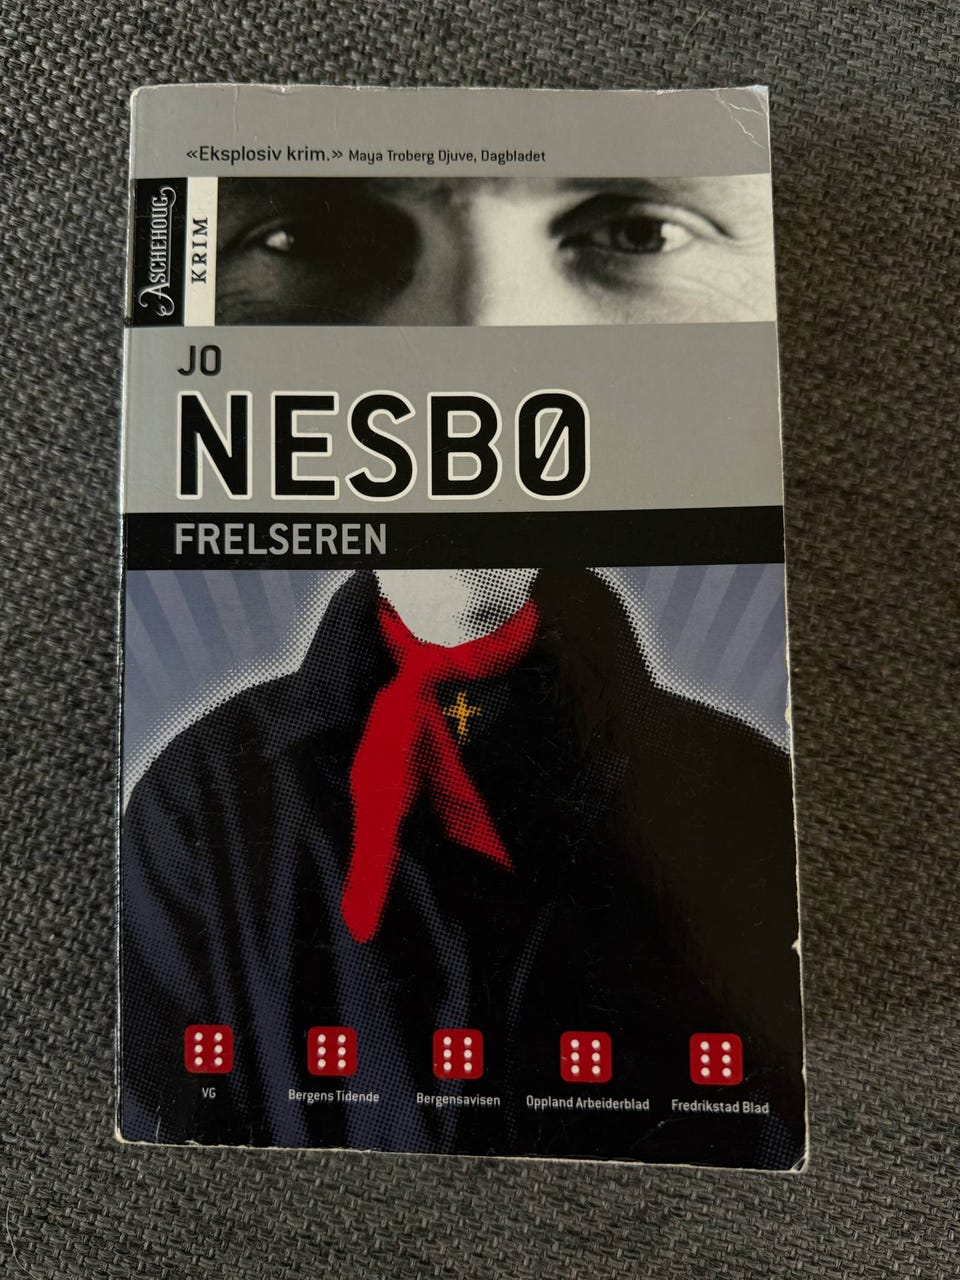 «Eksplosiv krim.» Maya Troberg Djuve, Dagbladet
ASCHEHOUG
KRIM
JO
NESBØ
FRELSEREN
VG
Bergens Tidende
Bergensavisen
Oppland Arbeiderblad
Fredrikstad Blad